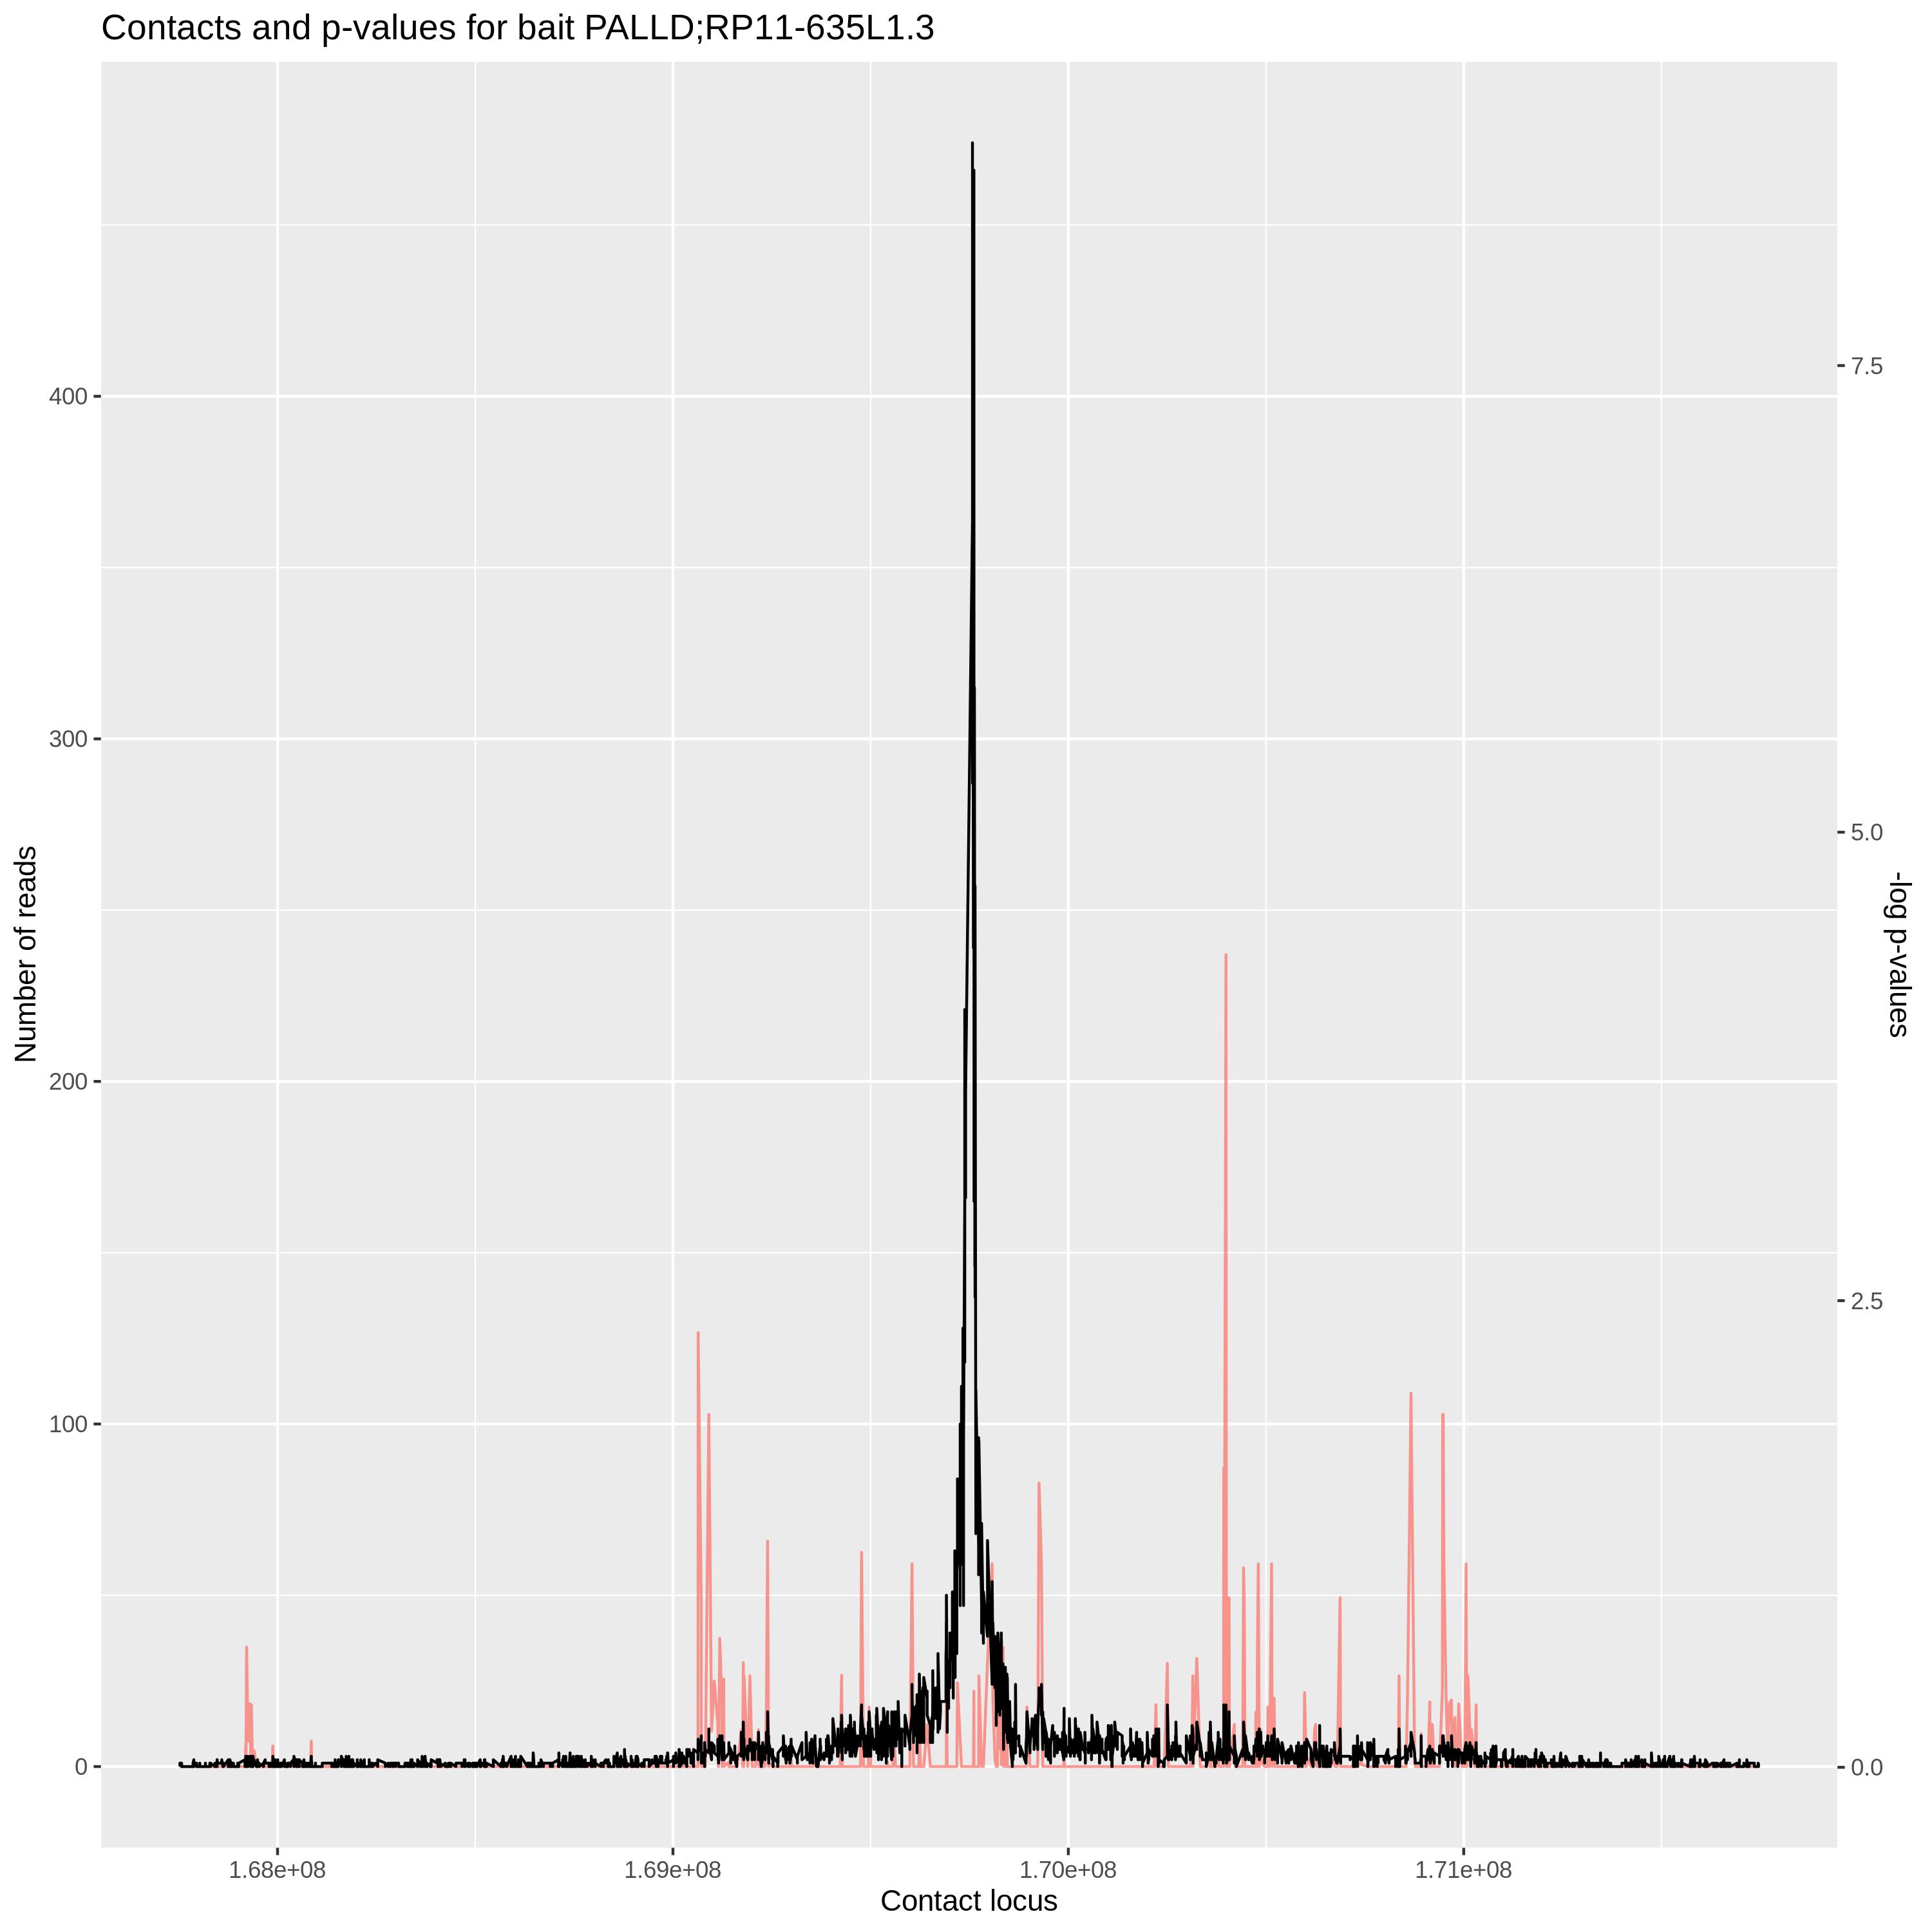 Contacts and p-values for bait PALLD;RP11-635L1.3
Number of reads
400
300
200
100
0
7.5
5.0
2.5
0.0
-log p-values
1.68e+08
1.69e+08
1.70e+08
1.71e+08
Contact locus